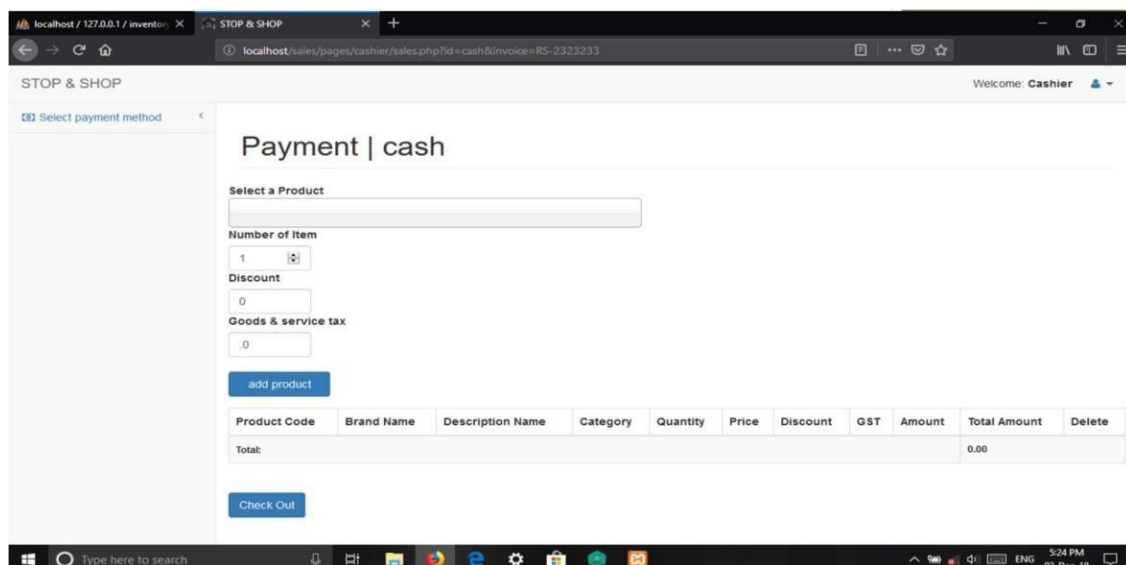 localhost / 127.0.0.1 / inventory
STOP & SHOP
localhost/sales/pages/cashier/sales.php?id=cash&invoice=RS-2323233
STOP & SHOP
Welcome: Cashier
Select payment method
Payment | cash
Select a Product
Number of Item
1
Discount
0
Goods & service tax
.0
add product
Product Code Brand Name Description Name Category Quantity Price Discount GST Amount Total Amount Delete
Total: 0.00
Check Out
Type here to search
ENG
5:24 PM